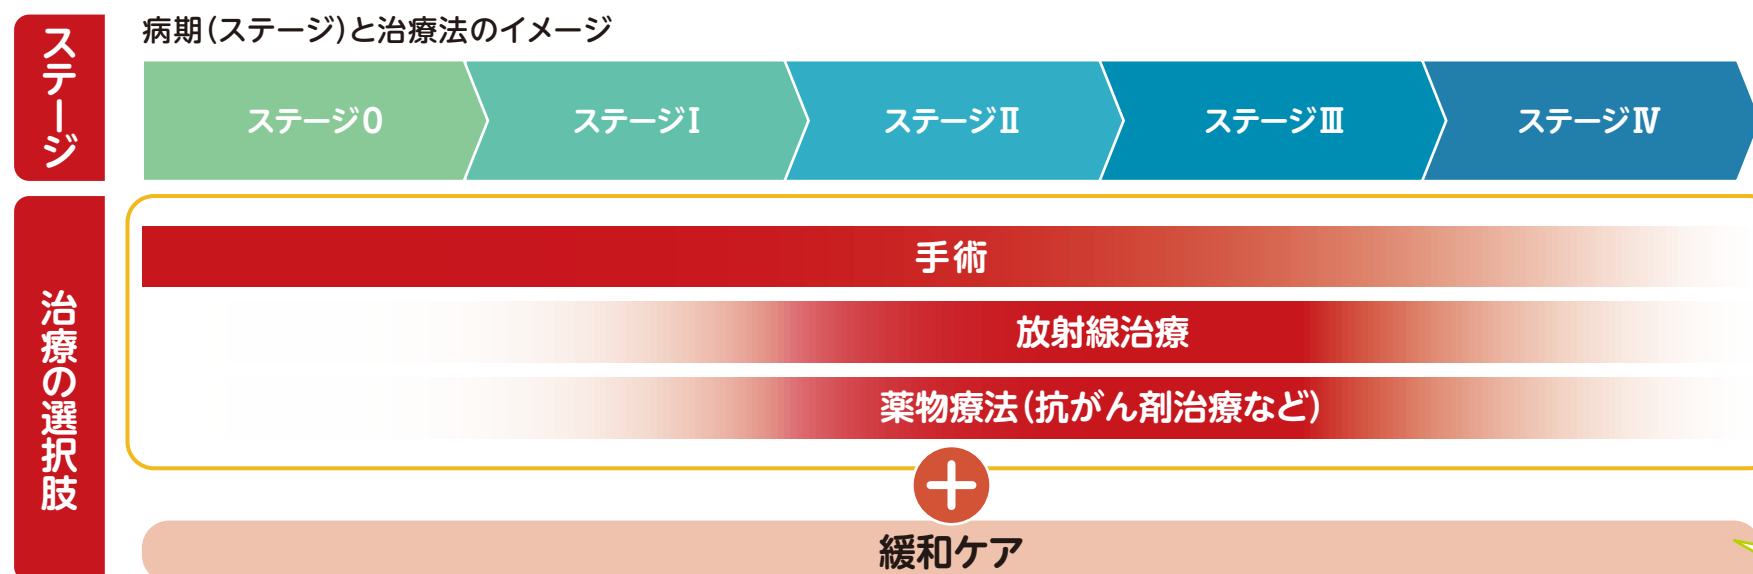 ステージ
病期(ステージ)と治療法のイメージ
ステージ0
ステージⅠ
ステージⅡ
ステージⅢ
ステージⅣ
治療の選択肢
手術
放射線治療
薬物療法(抗がん剤治療など)
緩和ケア